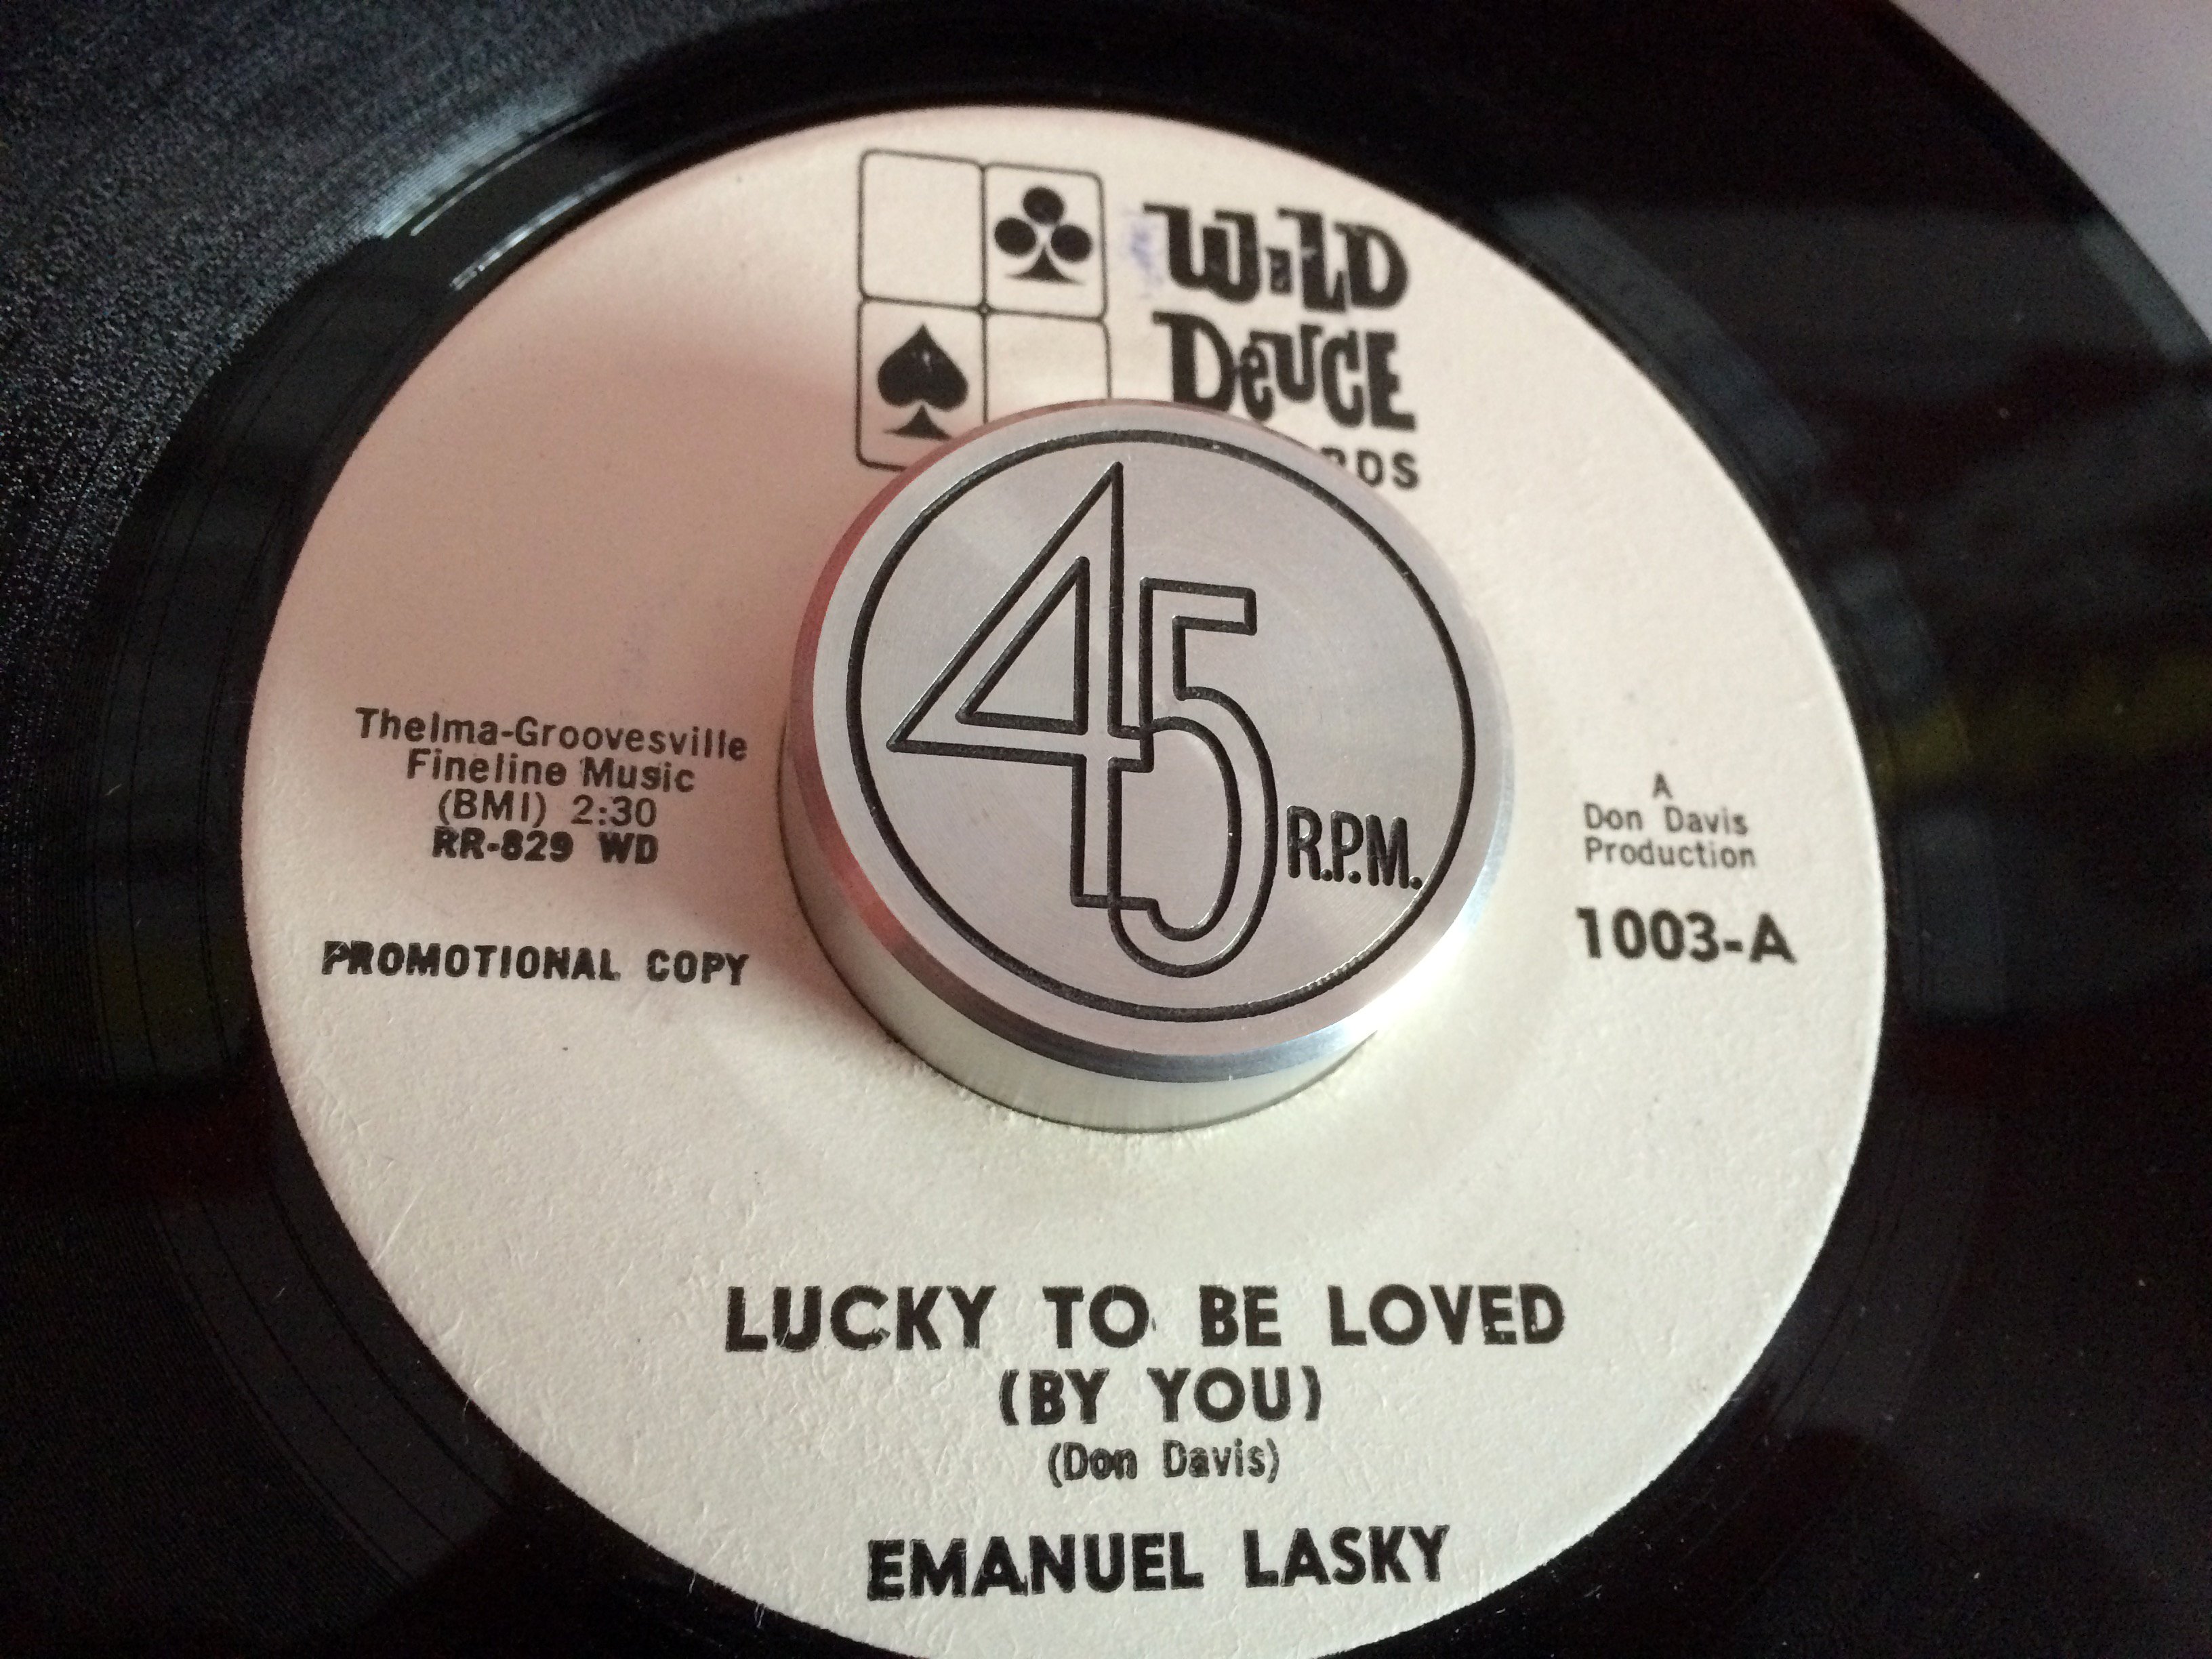 WiLD
DeUCE
45
R.P.M.
Thelma-Groovesville
Fineline Music
(BMI) 2:30
RR-829 WD
PROMOTIONAL COPY
A
Don Davis
Production
1003-A
LUCKY TO BE LOVED
(BY YOU)
(Don Davis)
EMANUEL LASKY